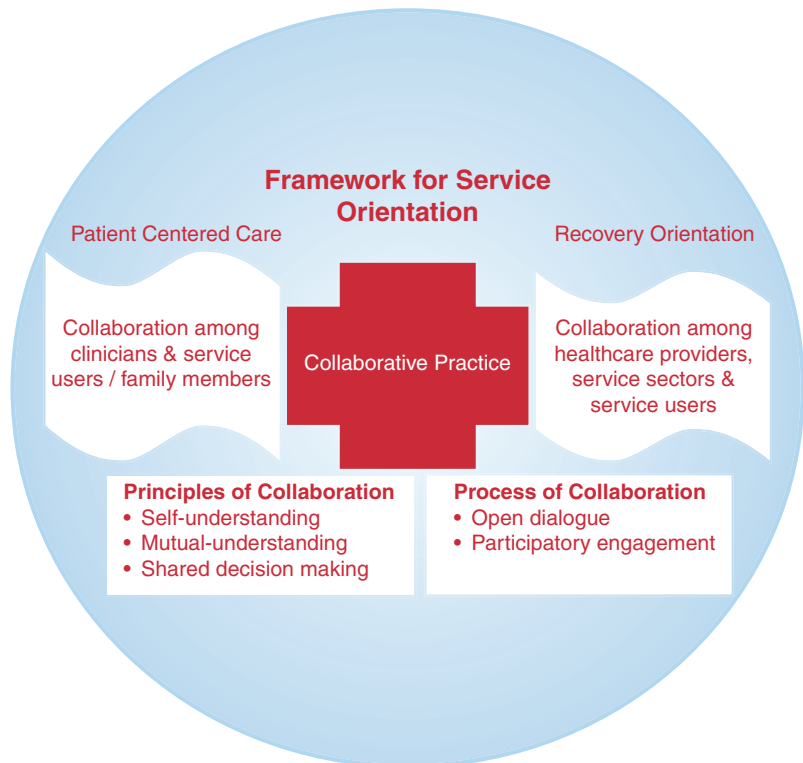 Framework for Service
Orientation
Patient Centered Care
Recovery Orientation
Collaboration among
clinicians & service
users / family members
Collaborative Practice
Collaboration among
healthcare providers,
service sectors &
service users
Principles of Collaboration
• Self-understanding
• Mutual-understanding
• Shared decision making
Process of Collaboration
• Open dialogue
• Participatory engagement